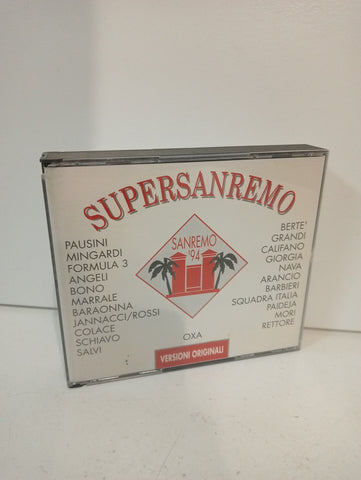 SUPERSANREMO
SANREMO
'94
PAUSINI
MINGARDI
FORMULA 3
ANGELI
BONO
MARRALE
BARAONNA
JANNACCI/ROSSI
COLACE
SCHIAVO
SALVI
BERTE'
GRANDI
CALIFANO
GIORGIA
NAVA
ARANCIO
BARBIERI
SQUADRA ITALIA
PAIDEJA
MORI
RETTORE
OXA
VERSIONI ORIGINALI